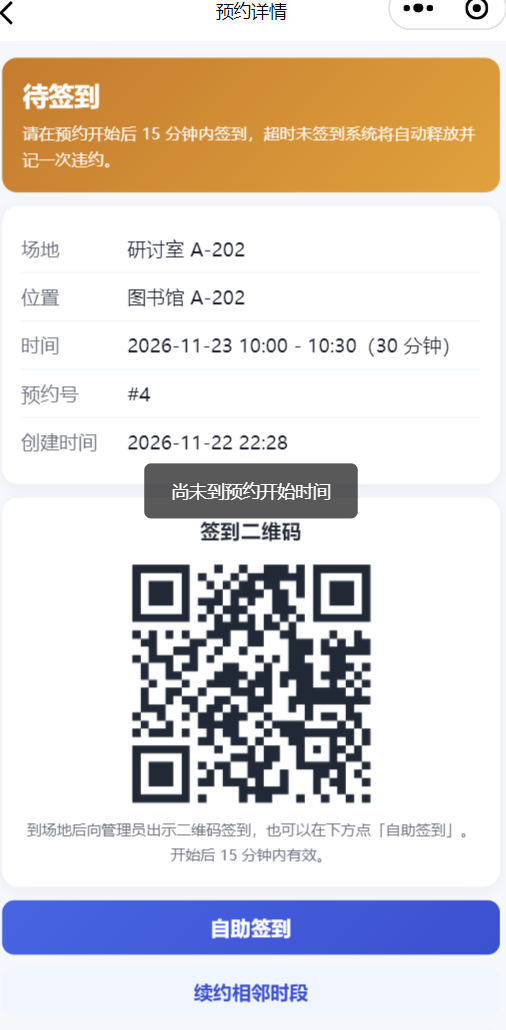 预约详情
待签到
请在预约开始后 15 分钟内签到，超时未签到系统将自动释放并
记一次违约。
场地 研讨室 A-202
位置 图书馆 A-202
时间 2026-11-23 10:00 - 10:30（30 分钟）
预约号 #4
创建时间 2026-11-22 22:28
尚未到预约开始时间
签到二维码
到场地后向管理员出示二维码签到，也可以在下方点「自助签到」。
开始后 15 分钟内有效。
自助签到
续约相邻时段